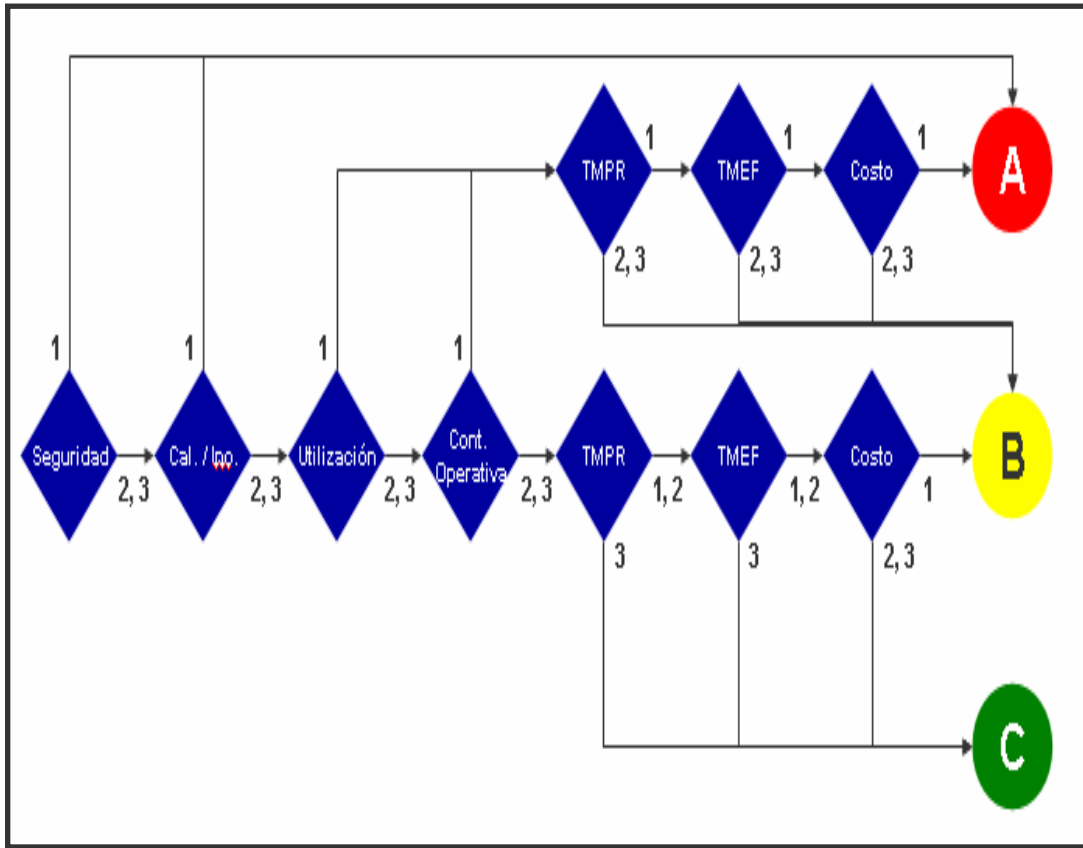 1 1 1
TMPR TMEF Costo A
2, 3 2, 3 2, 3
1 1 1 1
Seguridad Cal. / Ipo. Utilización Cont. Operativa TMPR TMEF Costo B
2, 3 2, 3 2, 3 2, 3 1, 2 1, 2 1
3 3 2, 3
C